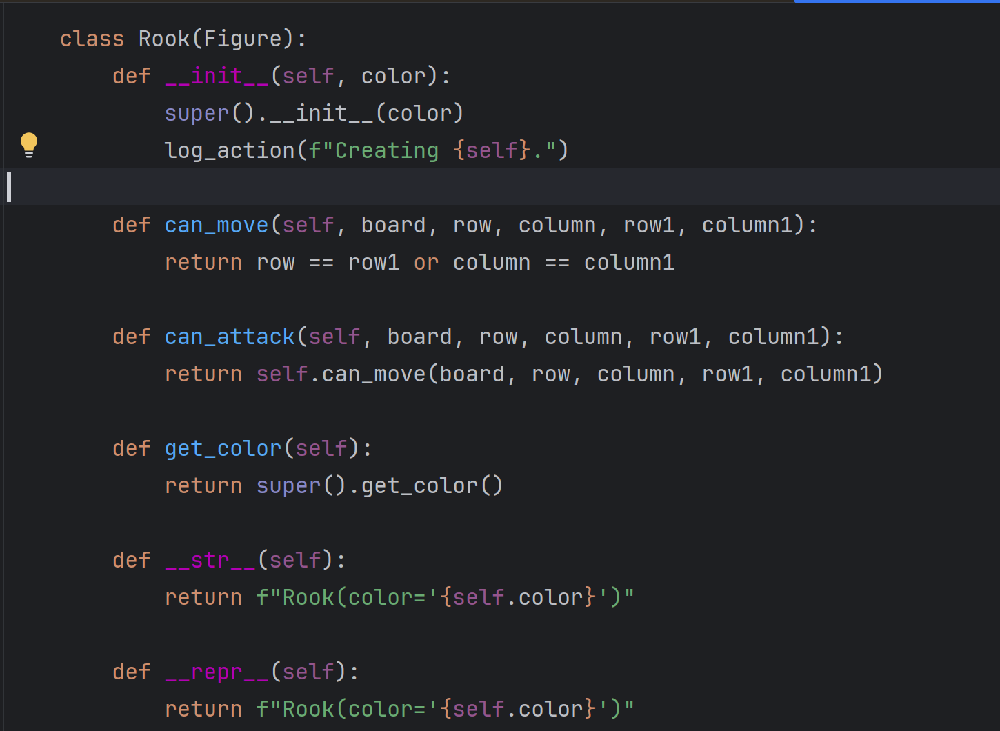 class Rook(Figure):
    def __init__(self, color):
        super().__init__(color)
        log_action(f"Creating {self}.")
    def can_move(self, board, row, column, row1, column1):
        return row == row1 or column == column1
    def can_attack(self, board, row, column, row1, column1):
        return self.can_move(board, row, column, row1, column1)
    def get_color(self):
        return super().get_color()
    def __str__(self):
        return f"Rook(color='{self.color}')"
    def __repr__(self):
        return f"Rook(color='{self.color}')"